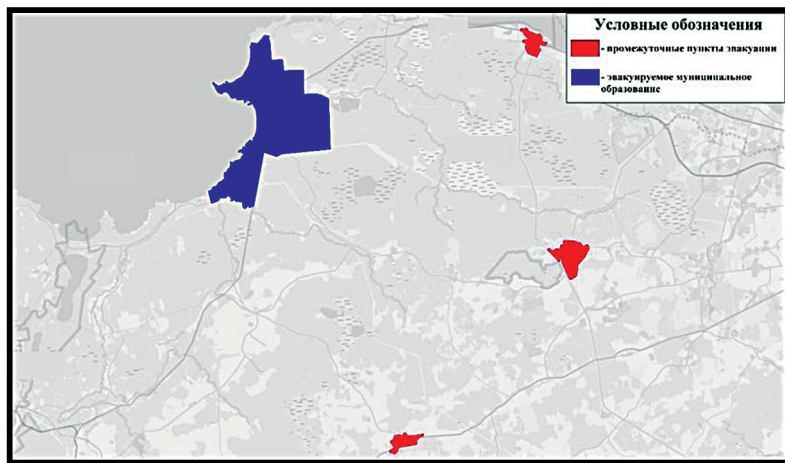 Условные обозначения
- промежуточные пункты эвакуации
- эвакуируемое муниципальное
образование